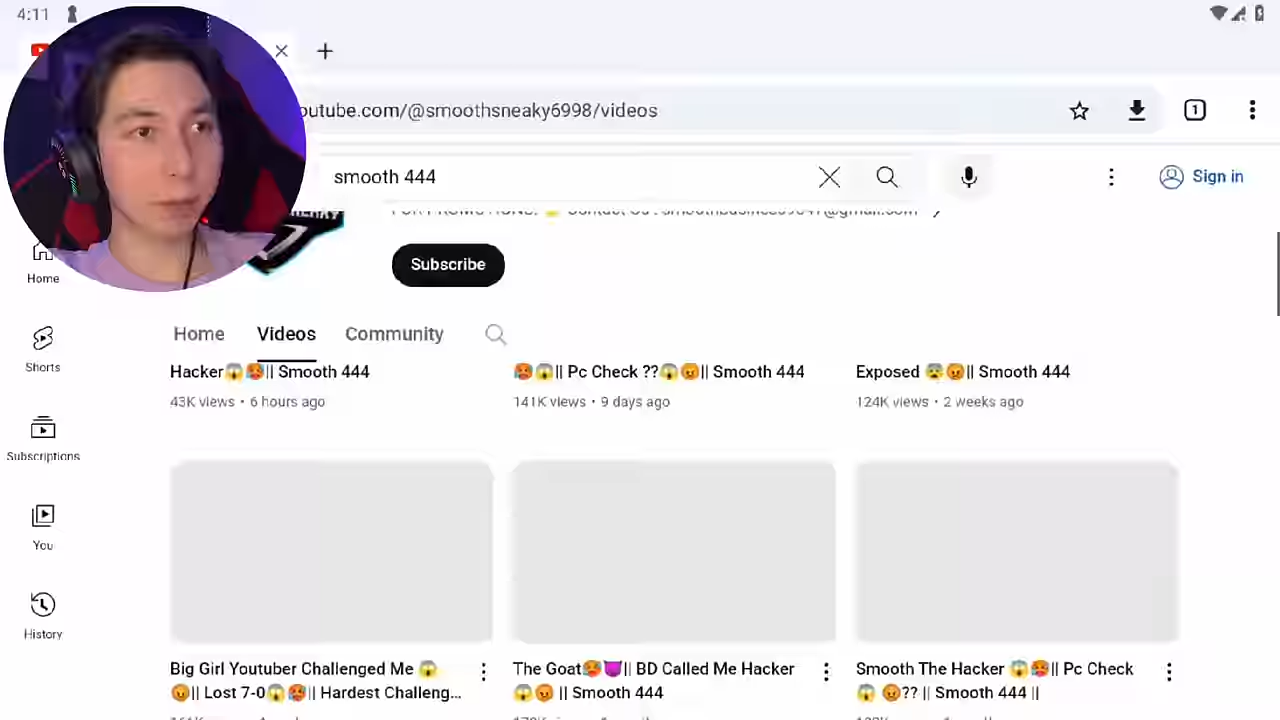 4:11
outube.com/@smoothsneaky6998/videos
1
smooth 444
Sign in
Subscribe
Home
Shorts
Subscriptions
You
History
Home Videos Community
Hacker😱🥵|| Smooth 444
43K views • 6 hours ago
🥵😱|| Pc Check ??😱😡|| Smooth 444
141K views • 9 days ago
Exposed 😨😡|| Smooth 444
124K views • 2 weeks ago
Big Girl Youtuber Challenged Me 😱
😡|| Lost 7-0😱🥵|| Hardest Challeng...
The Goat🥵😈|| BD Called Me Hacker
😱😡 || Smooth 444
Smooth The Hacker 😱🥵|| Pc Check
😱 😡?? || Smooth 444 ||